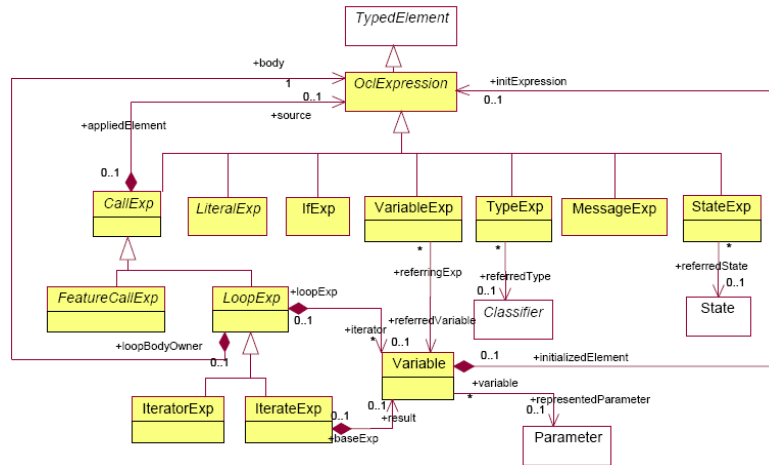 TypedElement
+body
1
OclExpression
+initExpression
0..1
0..1
+appliedElement
+source
0..1
CallExp
LiteralExp
IfExp
VariableExp
TypeExp
MessageExp
StateExp
*
*
*
+referringExp
+referredType
+referredState
0..1
0..1
FeatureCallExp
LoopExp
+loopExp
Classifier
State
0..1
+iterator
+referredVariable
*
0..1
+loopBodyOwner
0..1
Variable
0..1
+initializedElement
+variable
*
+representedParameter
0..1
IteratorExp
IterateExp
0..1
0..1
+result
+baseExp
Parameter